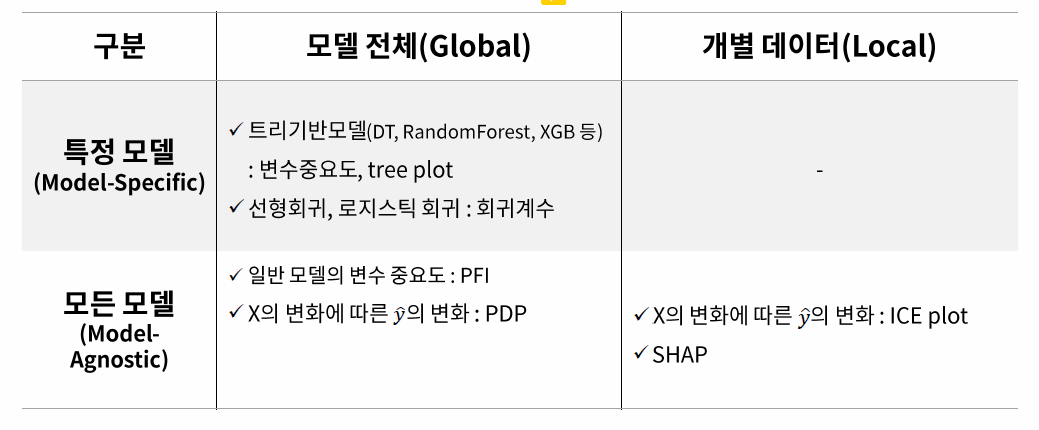 구분
모델 전체(Global)
개별 데이터(Local)
특정 모델
(Model-Specific)
✓ 트리기반모델(DT, RandomForest, XGB 등)
: 변수중요도, tree plot
✓ 선형회귀, 로지스틱 회귀 : 회귀계수
-
모든 모델
(Model-
Agnostic)
✓ 일반 모델의 변수 중요도 : PFI
✓ X의 변화에 따른 ŷ의 변화 : PDP
✓ X의 변화에 따른 ŷ의 변화 : ICE plot
✓ SHAP